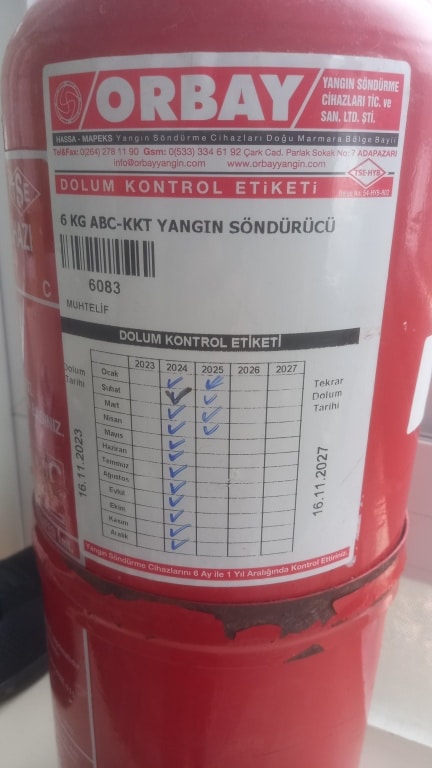 ORBAY
YANGIN SÖNDÜRME
CİHAZLARI TİC. ve
SAN. LTD. ŞTİ.
HASSA - MAPEKS Yangın Söndürme Cihazları Doğu Marmara Bölge Bayii
Tel&Fax: 0(264) 276 11 90 Gsm: 0(533) 334 61 92 Çark Cad. Parlak Sokak No: 7 ADAPAZARI
info@orbayyangin.com www.orbayyangin.com
TSE-HYB
DOLUM KONTROL ETİKETİ
6 KG ABC-KKT YANGIN SÖNDÜRÜCÜ
6083
MUHTELİF
DOLUM KONTROL ETİKETİ
Dolum
Tarihi
16.11.2023
2023 2024 2025 2026 2027
Ocak
Şubat
Mart
Nisan
Mayıs
Haziran
Temmuz
Ağustos
Eylül
Ekim
Kasım
Aralık
Tekrar
Dolum
Tarihi
16.11.2027
Yangın Söndürme Cihazlarını 6 Ay ile 1 Yıl Aralığında Kontrol Ettiriniz.